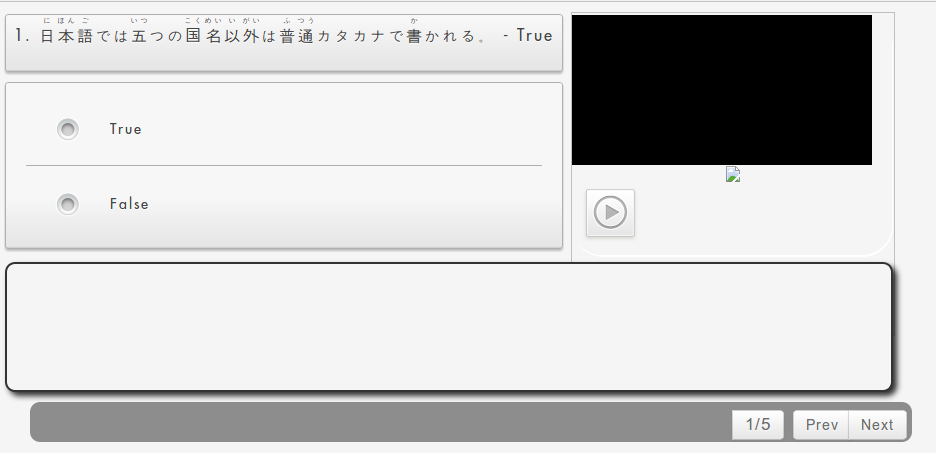 に ほん ご いつ こくめい い がい ふ つう か
1. 日本語では五つの国名以外は普通カタカナで書かれる。 - True
True
False
1/5 Prev Next